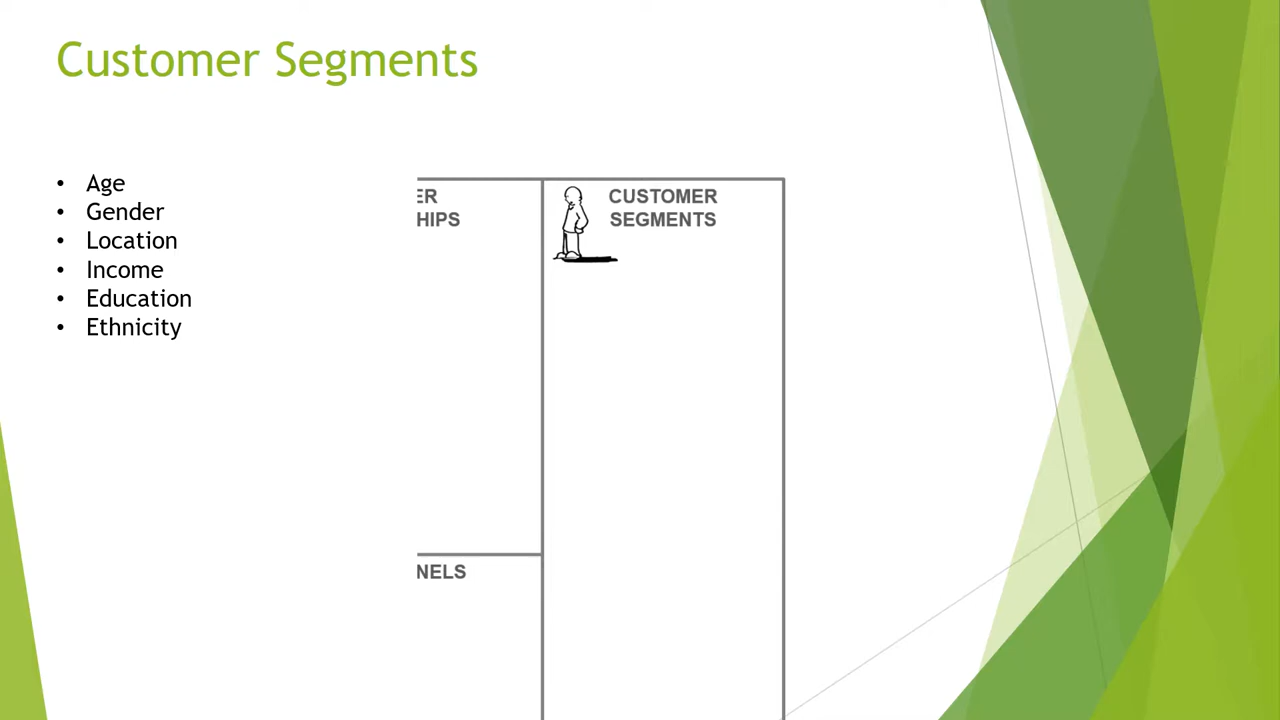 Customer Segments
• Age
• Gender
• Location
• Income
• Education
• Ethnicity
ER
HIPS
CUSTOMER
SEGMENTS
NELS